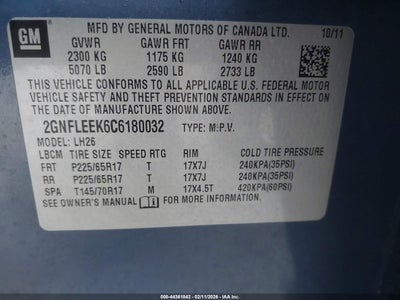 GM
MFD BY GENERAL MOTORS OF CANADA LTD. 10/11
GVWR GAWR FRT GAWR RR
2300 KG 1175 KG 1240 KG
5070 LB 2590 LB 2733 LB
THIS VEHICLE CONFORMS TO ALL APPLICABLE U.S. FEDERAL MOTOR
VEHICLE SAFETY, BUMPER, AND THEFT PREVENTION STANDARDS IN
EFFECT ON THE DATE OF MANUFACTURE SHOWN ABOVE.
2GNFLEEK6C6180032 TYPE: M.P.V.
MODEL: LH26
LBCM TIRE SIZE SPEED RTG RIM COLD TIRE PRESSURE
FRT P225/65R17 T 17X7J 240KPA(35PSI)
RR P225/65R17 T 17X7J 240KPA(35PSI)
SPA T145/70R17 M 17X4.5T 420KPA(60PSI)
SEE OWNER'S MANUAL FOR MORE INFORMATION.
000-44361842 - 02/11/2026 - IAA Inc.